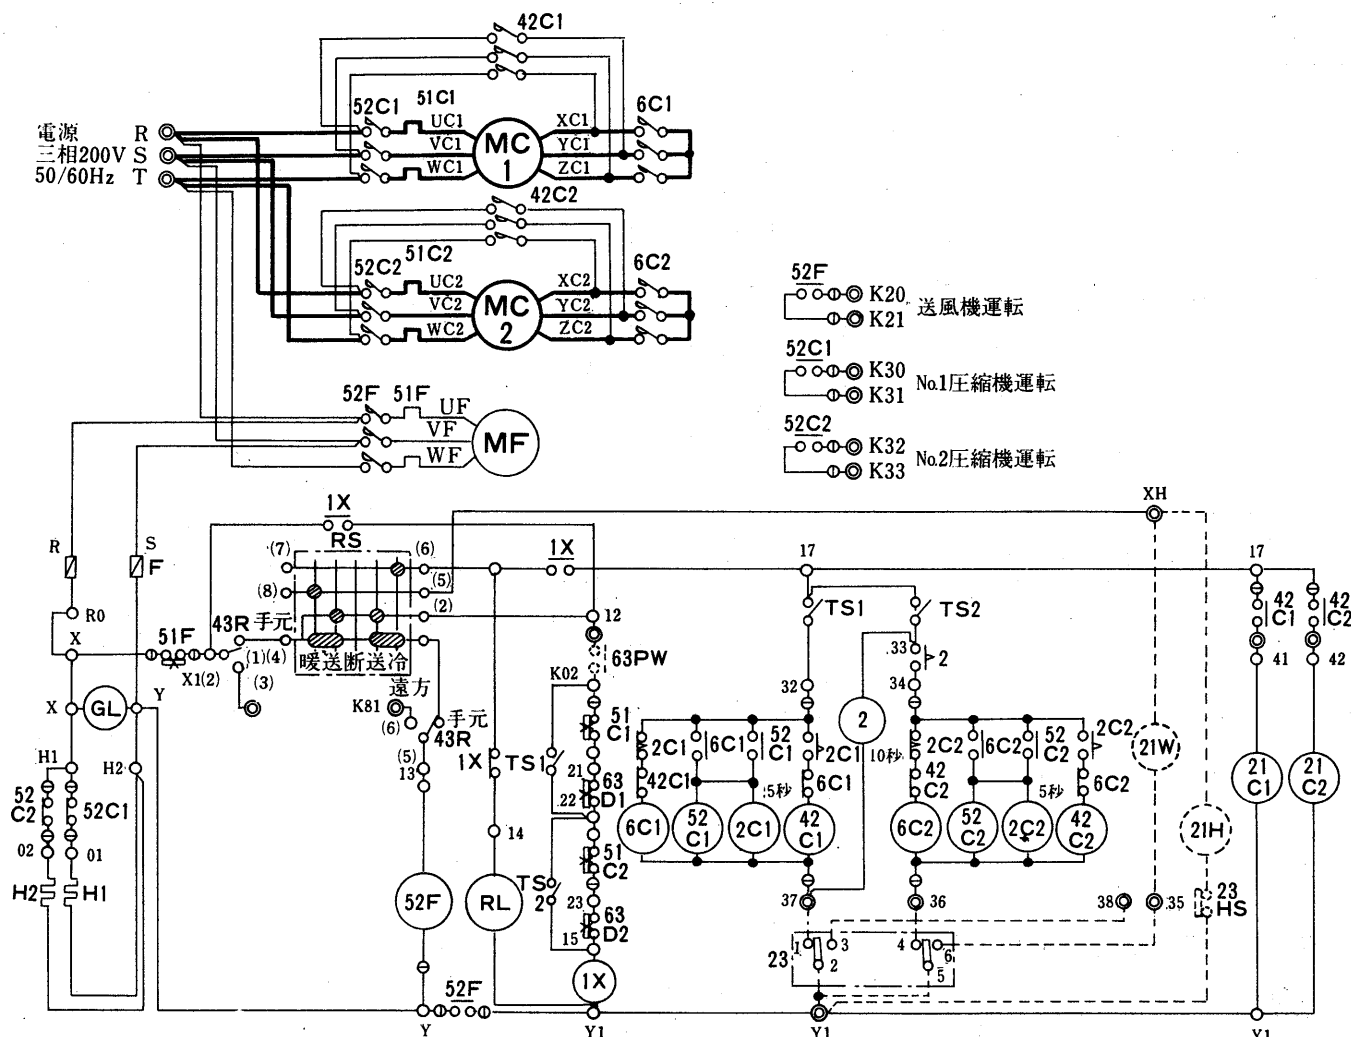 42C1
52C1
51C1
6C1
電源
三相200V
50/60Hz
R
S
T
UC1
VC1
WC1
MC
1
XC1
YC1
ZC1
42C2
52C2
51C2
6C2
UC2
VC2
WC2
MC
2
XC2
YC2
ZC2
52F
K20
K21
送風機運転
52C1
K30
K31
No.1圧縮機運転
52C2
K32
K33
No.2圧縮機運転
52F
51F
UF
VF
WF
MF
1X
RS
XH
R
S
F
(7)
(6)
(8)
(5)
(2)
1X
17
17
R0
X
51F
43R
手元
X1(2)
(1)(4)
(3)
暖送断送冷
12
63PW
TS1
TS2
42
C1
42
C2
41
42
遠方
K81
(6)
手元
43R
(5)
13
K02
.33
2
34
32
2
X
GL
Y
H1
H2
52
C2
52C1
02
01
H2
H1
1X
TS1
51
C1
21
63
D1
.22
14
51
C2
TS
2
23
63
D2
15
1X
52F
RL
2C1
6C1
52
C1
2C1
42C1
6C1
5秒
6C1
52
C1
2C1
42
C1
10秒
2C2
6C2
52
C2
2C2
42
C2
6C2
5秒
6C2
52
C2
2C2
42
C2
21W
21H
21
C1
21
C2
37
36
38
35
23
HS
23
1
3
2
4
6
5
52F
Y
Y1
Y1
Y1